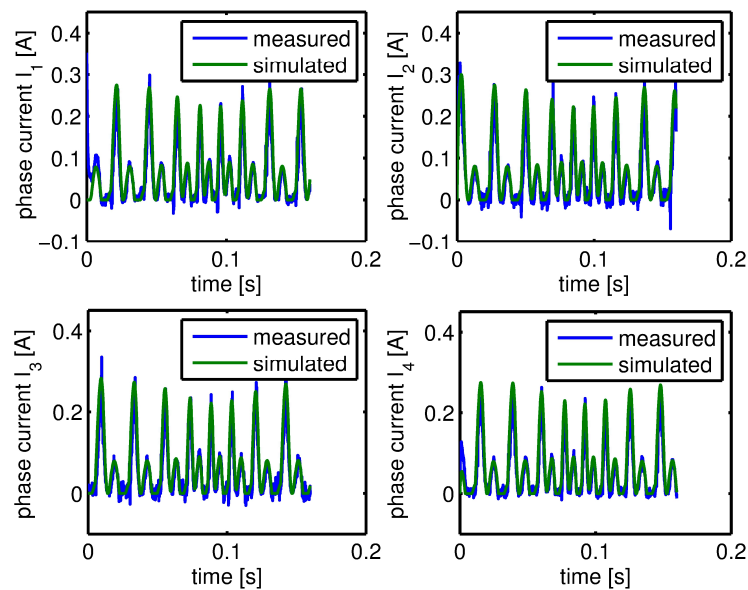 measured
simulated
phase current I1 [A]
0.4
0.3
0.2
0.1
0
−0.1
0
0.1
0.2
time [s]
measured
simulated
phase current I2 [A]
0.4
0.3
0.2
0.1
0
−0.1
0
0.1
0.2
time [s]
measured
simulated
phase current I3 [A]
0.4
0.2
0
0
0.1
0.2
time [s]
measured
simulated
phase current I4 [A]
0.4
0.2
0
0
0.1
0.2
time [s]